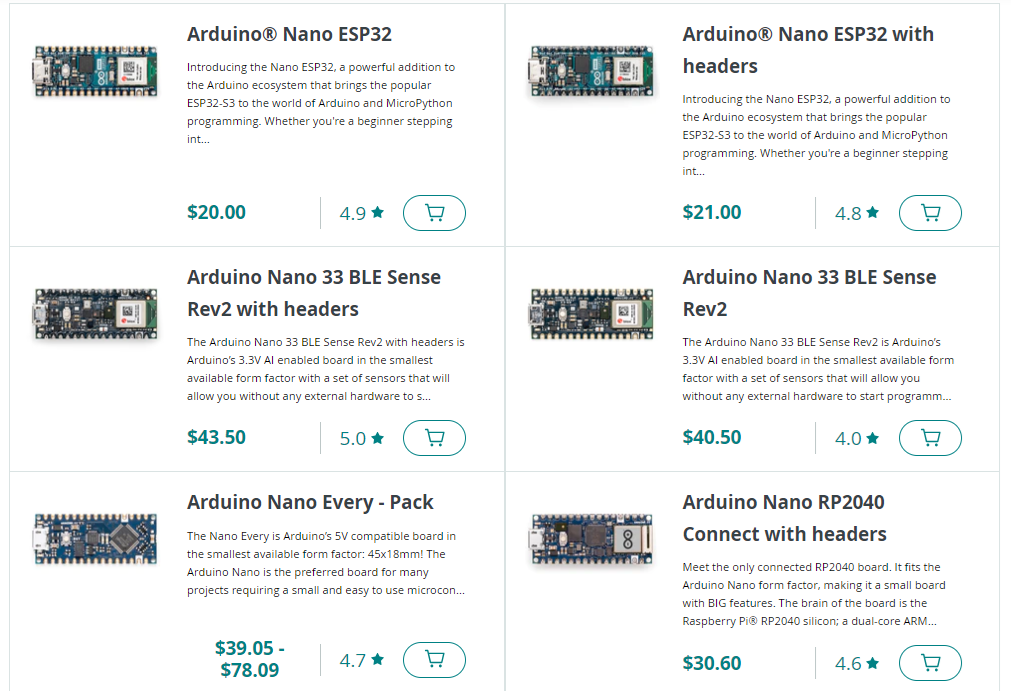 Arduino® Nano ESP32
Introducing the Nano ESP32, a powerful addition to
the Arduino ecosystem that brings the popular
ESP32-S3 to the world of Arduino and MicroPython
programming. Whether you're a beginner stepping
int...
$20.00
4.9
Arduino® Nano ESP32 with
headers
Introducing the Nano ESP32, a powerful addition to
the Arduino ecosystem that brings the popular
ESP32-S3 to the world of Arduino and MicroPython
programming. Whether you're a beginner stepping
int...
$21.00
4.8
Arduino Nano 33 BLE Sense
Rev2 with headers
The Arduino Nano 33 BLE Sense Rev2 with headers is
Arduino’s 3.3V AI enabled board in the smallest
available form factor with a set of sensors that will
allow you without any external hardware to s...
$43.50
5.0
Arduino Nano 33 BLE Sense
Rev2
The Arduino Nano 33 BLE Sense Rev2 is Arduino’s
3.3V AI enabled board in the smallest available form
factor with a set of sensors that will allow you
without any external hardware to start programm...
$40.50
4.0
Arduino Nano Every - Pack
The Nano Every is Arduino’s 5V compatible board in
the smallest available form factor: 45x18mm! The
Arduino Nano is the preferred board for many
projects requiring a small and easy to use microcon...
$39.05 -
$78.09
4.7
Arduino Nano RP2040
Connect with headers
Meet the only connected RP2040 board. It fits the
Arduino Nano form factor, making it a small board
with BIG features. The brain of the board is the
Raspberry Pi® RP2040 silicon; a dual-core ARM...
$30.60
4.6